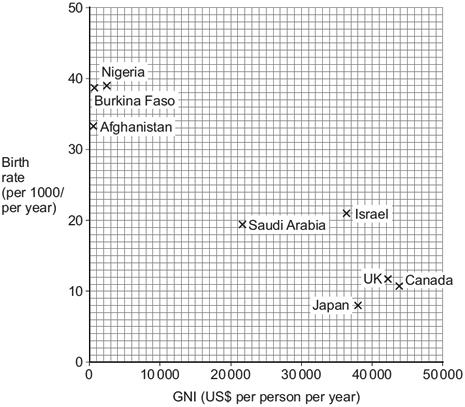 50
40
30
20
10
0
Birth
rate
(per 1000/
per year)
Nigeria
Burkina Faso
Afghanistan
Saudi Arabia
Israel
UK
Canada
Japan
0
10 000
20 000
30 000
40 000
50 000
GNI (US$ per person per year)